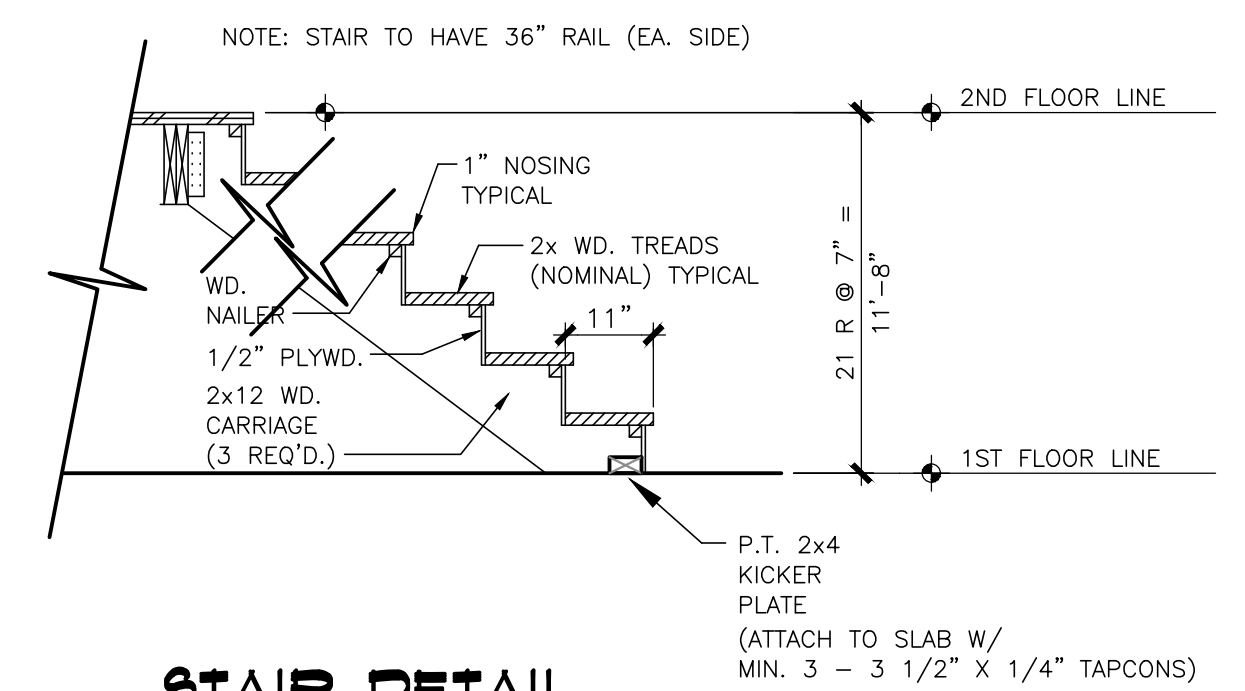 NOTE: STAIR TO HAVE 36" RAIL (EA. SIDE)
2ND FLOOR LINE
1" NOSING
TYPICAL
2x WD. TREADS
(NOMINAL) TYPICAL
WD.
NAILER
11"
1/2" PLYWD.
2x12 WD.
CARRIAGE
(3 REQ'D.)
21 R @ 7" =
11'-8"
1ST FLOOR LINE
P.T. 2x4
KICKER
PLATE
(ATTACH TO SLAB W/
MIN. 3 - 3 1/2" X 1/4" TAPCONS)
STAIR DETAIL